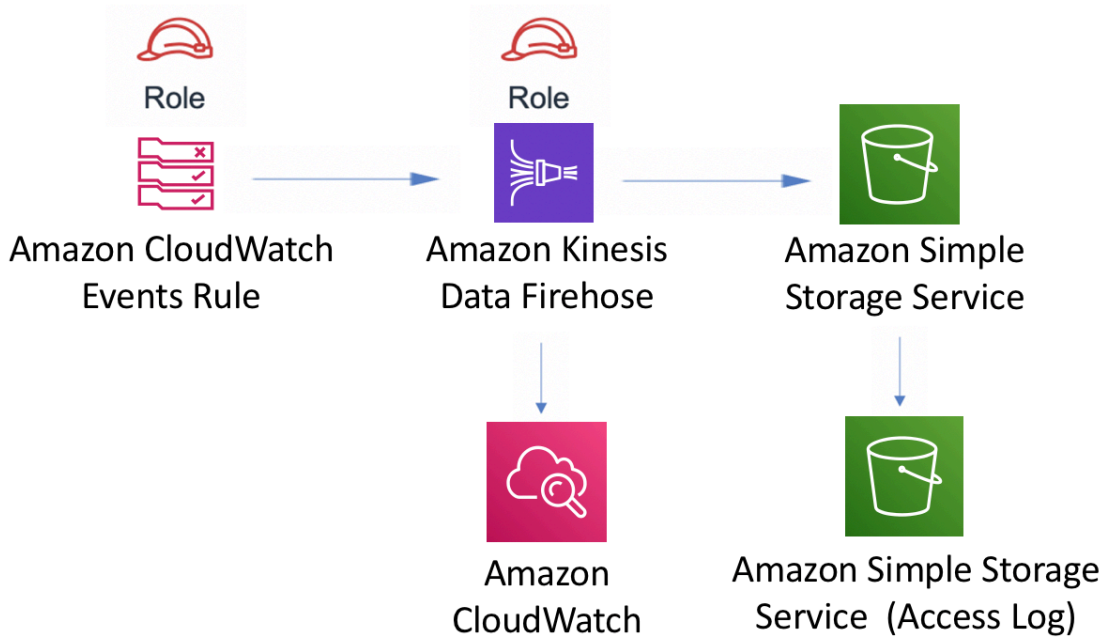 Role
Role
Amazon CloudWatch
Events Rule
Amazon Kinesis
Data Firehose
Amazon Simple
Storage Service
Amazon
CloudWatch
Amazon Simple Storage
Service (Access Log)